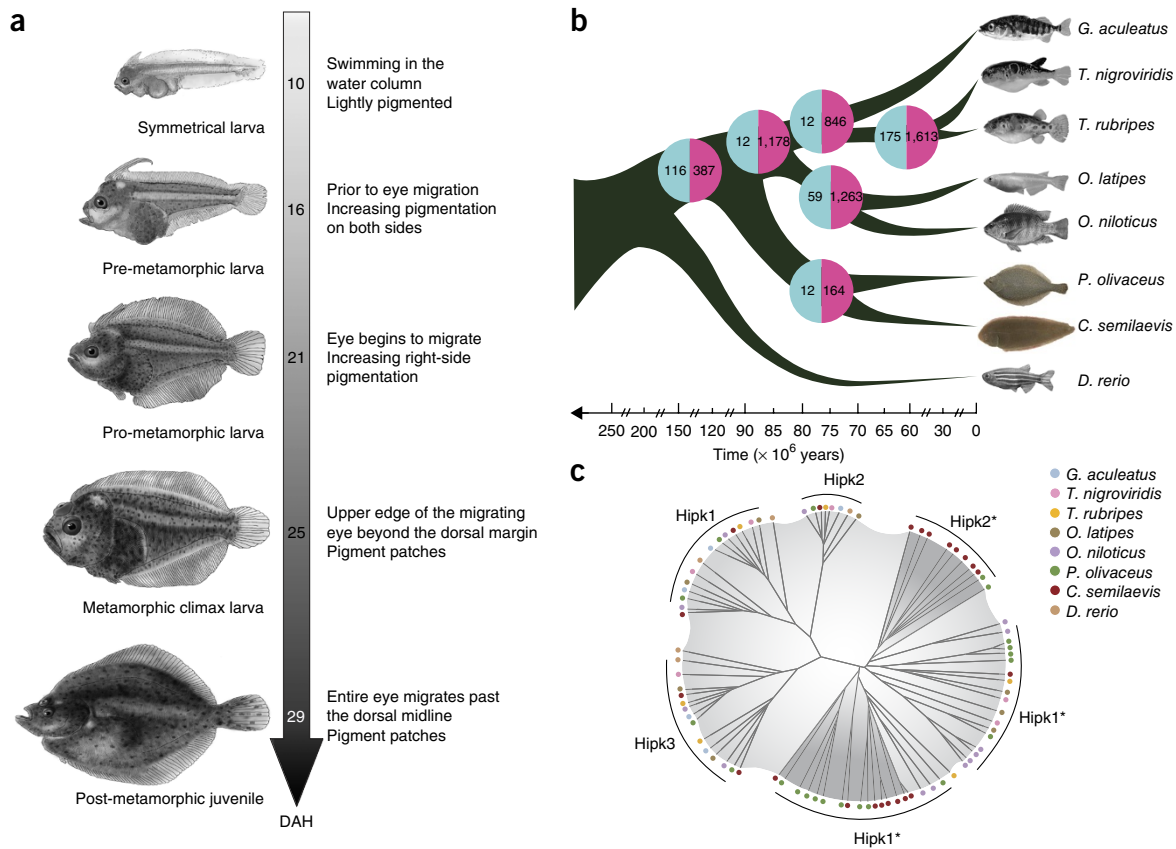 a
10
Swimming in the
water column
Lightly pigmented
Symmetrical larva
16
Prior to eye migration
Increasing pigmentation
on both sides
Pre-metamorphic larva
21
Eye begins to migrate
Increasing right-side
pigmentation
Pro-metamorphic larva
25
Upper edge of the migrating
eye beyond the dorsal margin
Pigment patches
Metamorphic climax larva
29
Entire eye migrates past
the dorsal midline
Pigment patches
Post-metamorphic juvenile
DAH
b
G. aculeatus
T. nigroviridis
T. rubripes
O. latipes
O. niloticus
P. olivaceus
C. semilaevis
D. rerio
116 387
12 1,178
12 846
175 1,613
59 1,263
12 164
250 200 150 120 90 85 80 75 70 65 60 30 0
Time (× 10⁶ years)
c
Hipk2
Hipk1
Hipk2*
Hipk1*
Hipk3
Hipk1*
G. aculeatus
T. nigroviridis
T. rubripes
O. latipes
O. niloticus
P. olivaceus
C. semilaevis
D. rerio